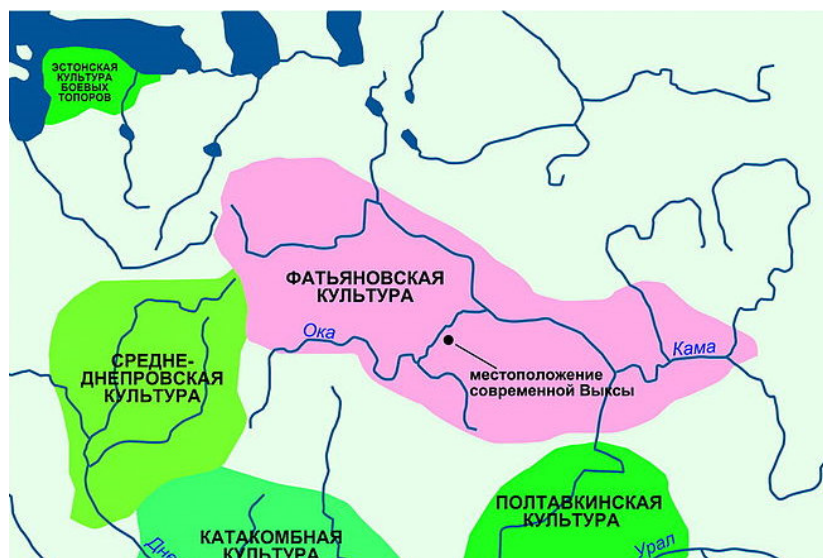 ЭСТОНСКАЯ
КУЛЬТУРА
БОЕВЫХ
ТОПОРОВ
ФАТЬЯНОВСКАЯ
КУЛЬТУРА
Ока
Кама
СРЕДНЕ-
ДНЕПРОВСКАЯ
КУЛЬТУРА
местоположение
современной Выксы
ПОЛТАВКИНСКАЯ
КУЛЬТУРА
КАТАКОМБНАЯ
КУЛЬТУРА
Урал